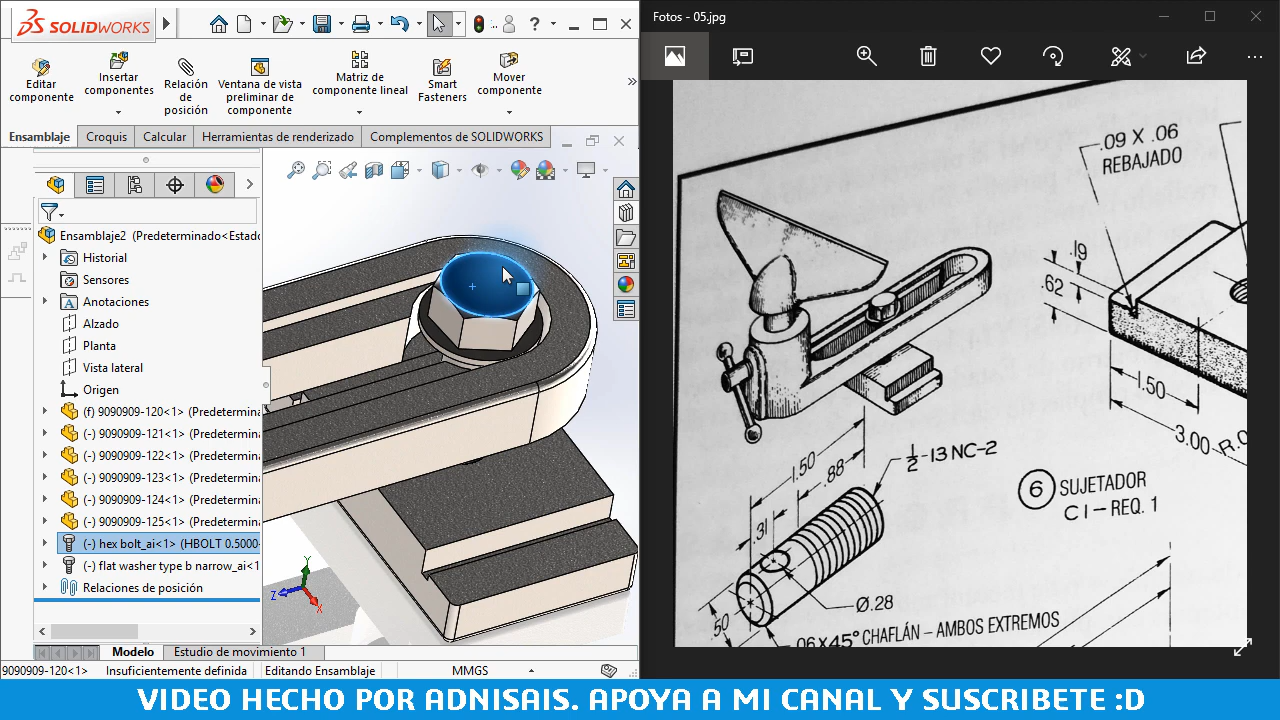 SOLIDWORKS
Editar componente
Insertar componentes
Relación de posición
Ventana de vista preliminar de componente
Matriz de componente lineal
Smart Fasteners
Mover componente
Ensamblaje
Croquis
Calcular
Herramientas de renderizado
Complementos de SOLIDWORKS
Ensamblaje2 (Predeterminado<Estado
Historial
Sensores
Anotaciones
Alzado
Planta
Vista lateral
Origen
(f) 9090909-120<1> (Predetermina
(-) 9090909-121<1> (Predetermina
(-) 9090909-122<1> (Predetermina
(-) 9090909-123<1> (Predetermina
(-) 9090909-124<1> (Predetermina
(-) 9090909-125<1> (Predetermina
(-) hex bolt_ai<1> (HBOLT 0.5000-
(-) flat washer type b narrow_ai<1
Relaciones de posición
Y
Z
X
Modelo
Estudio de movimiento 1
9090909-120<1>
Insuficientemente definida
Editando Ensamblaje
MMGS
Fotos - 05.jpg
.09 X .06
REBAJADO
.19
.62
1.50
3.00
1.50
.88
.31
1/2-13 NC-2
6 SUJETADOR
C I – REQ. 1
Ø.28
.50
.06X45° CHAFLÁN – AMBOS EXTREMOS
VIDEO HECHO POR ADNISAIS. APOYA A MI CANAL Y SUSCRIBETE :D